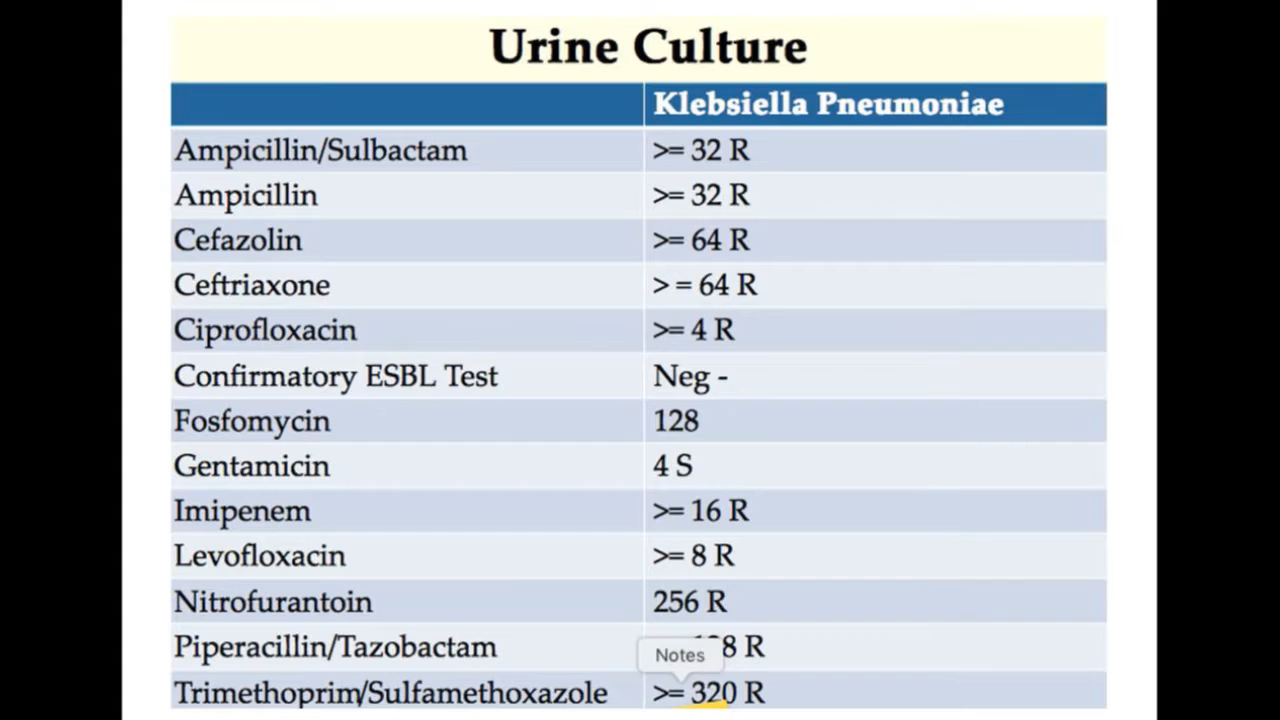 Urine Culture
Klebsiella Pneumoniae
Ampicillin/Sulbactam >= 32 R
Ampicillin >= 32 R
Cefazolin >= 64 R
Ceftriaxone > = 64 R
Ciprofloxacin >= 4 R
Confirmatory ESBL Test Neg -
Fosfomycin 128
Gentamicin 4 S
Imipenem >= 16 R
Levofloxacin >= 8 R
Nitrofurantoin 256 R
Piperacillin/Tazobactam R
Notes
Trimethoprim/Sulfamethoxazole >= 320 R